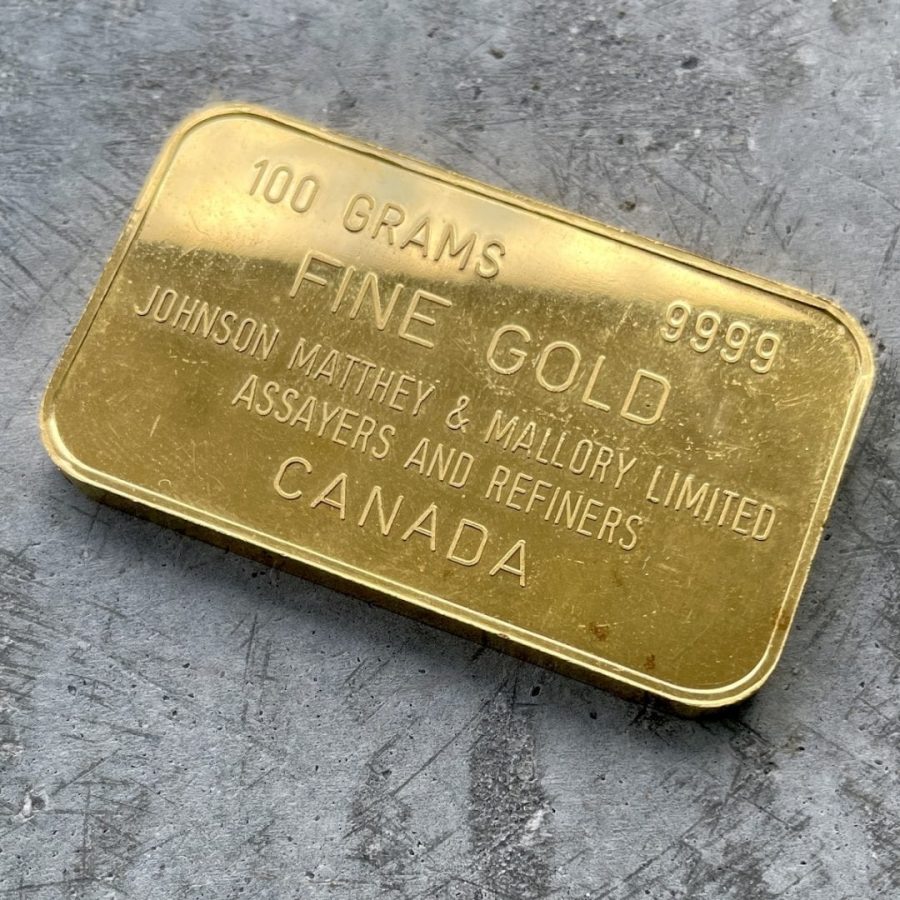 100 GRAMS
FINE GOLD 9999
JOHNSON MATTHEY & MALLORY LIMITED
ASSAYERS AND REFINERS
CANADA